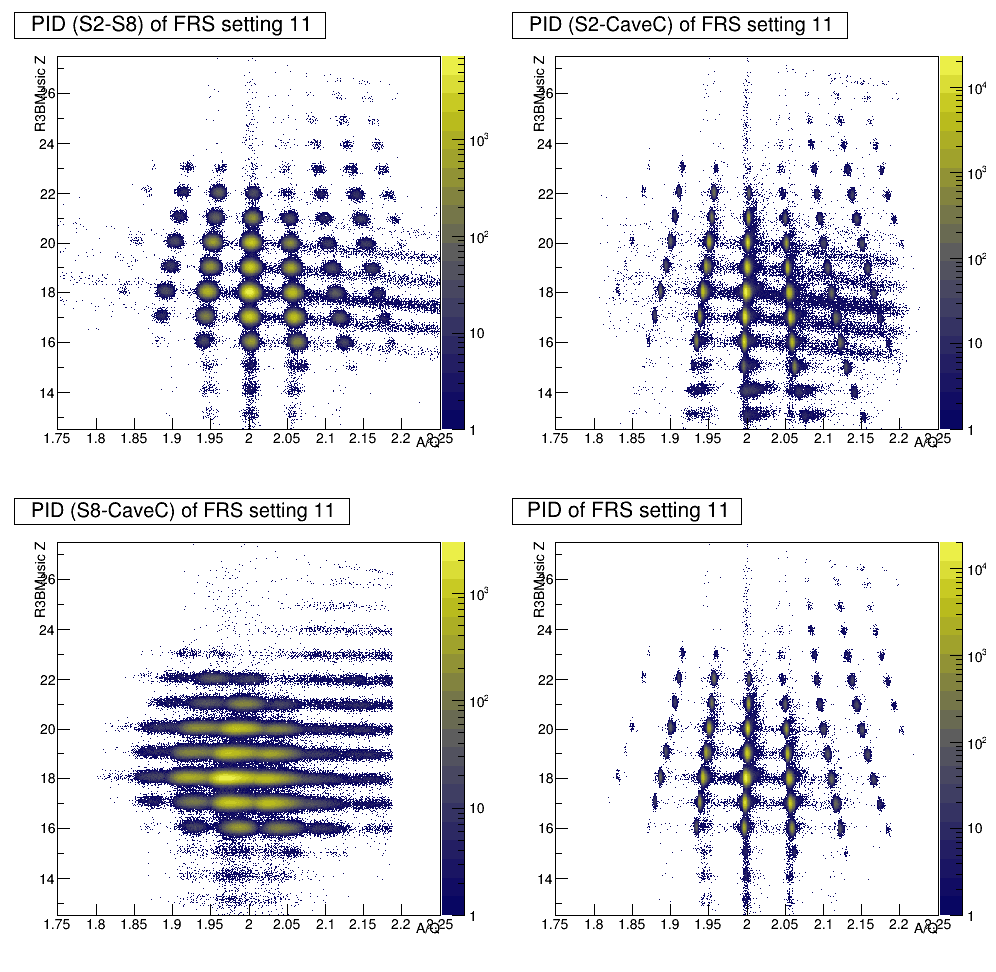 PID (S2-S8) of FRS setting 11
R3BMusic Z
26
24
22
20
18
16
14
1.75 1.8 1.85 1.9 1.95 2 2.05 2.1 2.15 2.2 2.25
A/Q
10³
10²
10
1
PID (S2-CaveC) of FRS setting 11
R3BMusic Z
26
24
22
20
18
16
14
1.75 1.8 1.85 1.9 1.95 2 2.05 2.1 2.15 2.2 2.25
A/Q
10⁴
10³
10²
10
1
PID (S8-CaveC) of FRS setting 11
R3BMusic Z
26
24
22
20
18
16
14
1.75 1.8 1.85 1.9 1.95 2 2.05 2.1 2.15 2.2 2.25
A/Q
10³
10²
10
1
PID of FRS setting 11
R3BMusic Z
26
24
22
20
18
16
14
1.75 1.8 1.85 1.9 1.95 2 2.05 2.1 2.15 2.2 2.25
A/Q
10⁴
10³
10²
10
1